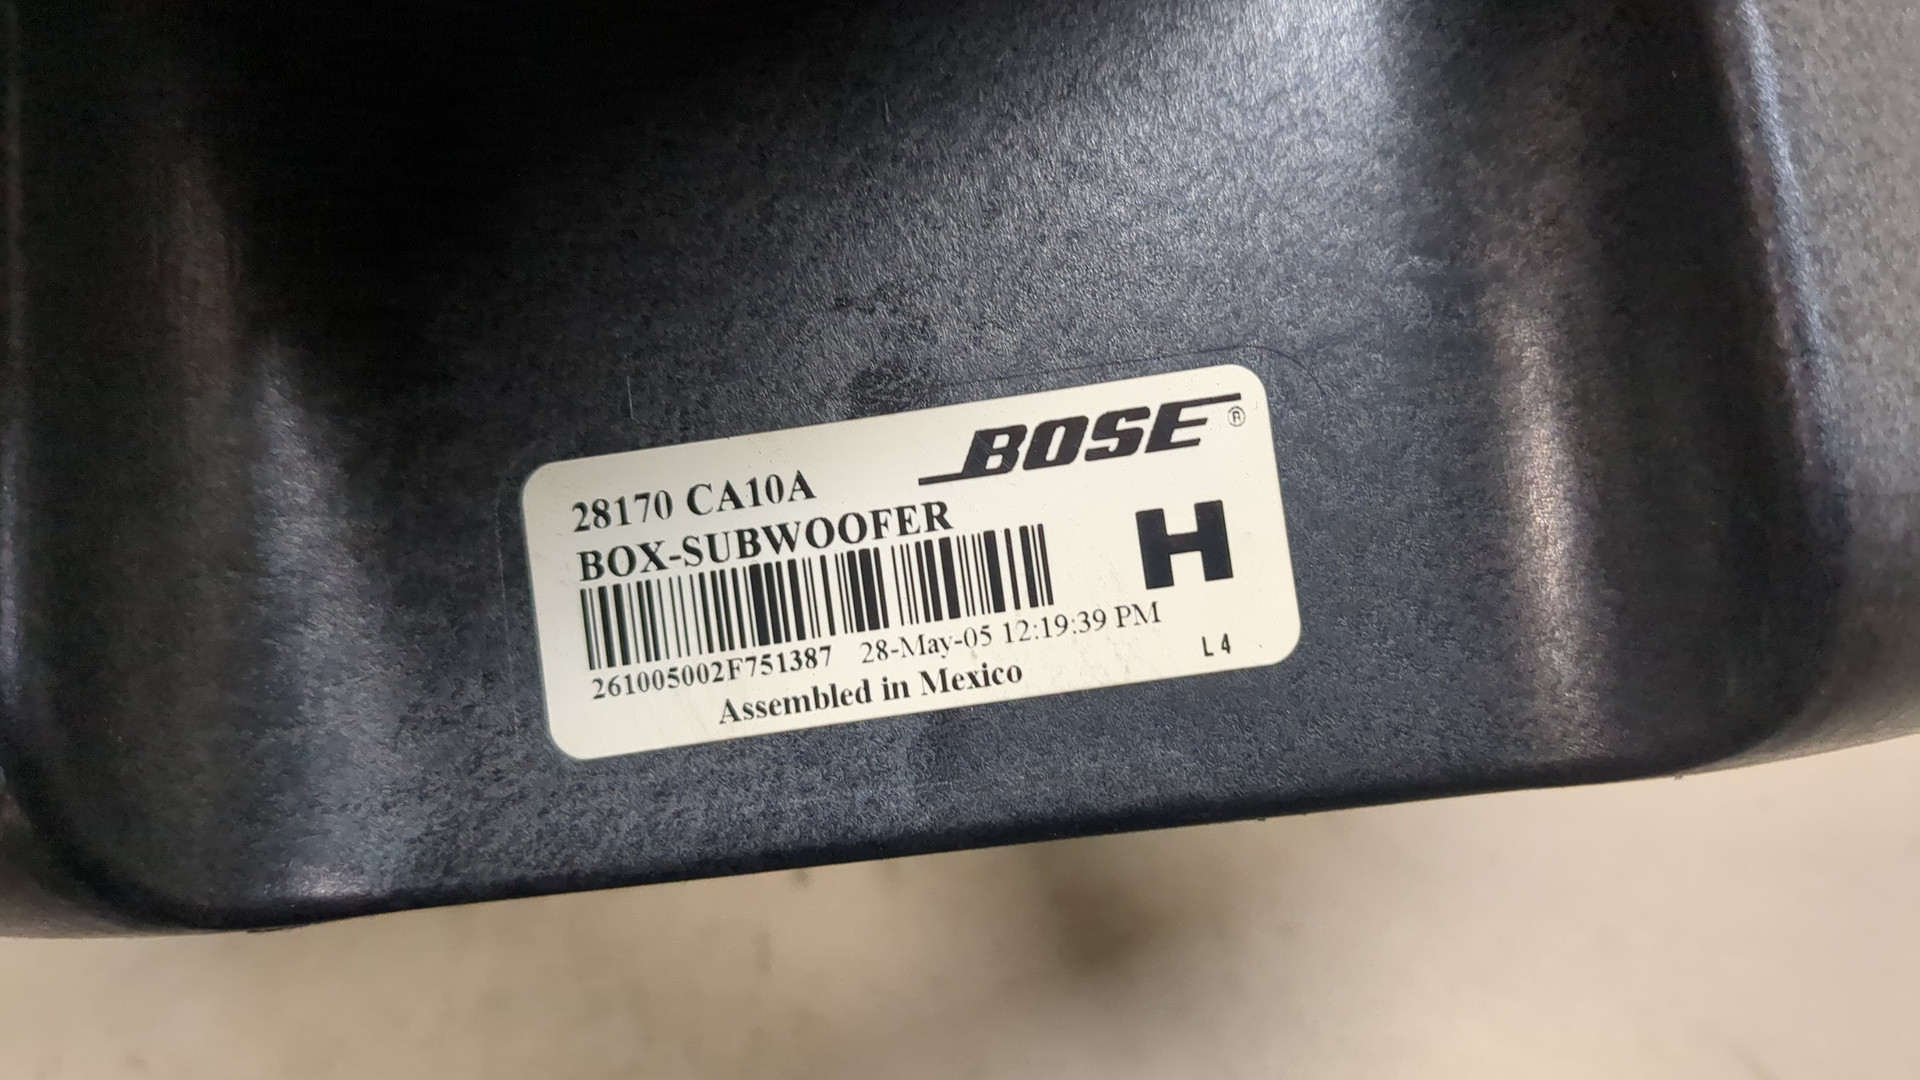 BOSE®
28170 CA10A
BOX-SUBWOOFER
H
261005002F751387 28-May-05 12:19:39 PM
Assembled in Mexico
L4